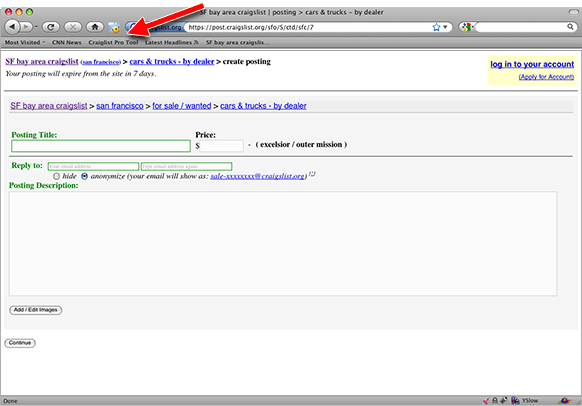 SF bay area craigslist | posting > cars & trucks - by dealer
craigslist.org https://post.craigslist.org/sfo/S/ctd/sfc/7
Most Visited CNN News Craiglist Pro Tool Latest Headlines SF bay area craigslis...
SF bay area craigslist (san francisco) > cars & trucks - by dealer > create posting
Your posting will expire from the site in 7 days.
log in to your account
(Apply for Account)
SF bay area craigslist > san francisco > for sale / wanted > cars & trucks - by dealer
Posting Title: Price:
$ - ( excelsior / outer mission )
Reply to: Your email address Type email address again
hide anonymize (your email will show as: sale-xxxxxxxx@craigslist.org) [?]
Posting Description:
Add / Edit Images
Continue
Done YSlow